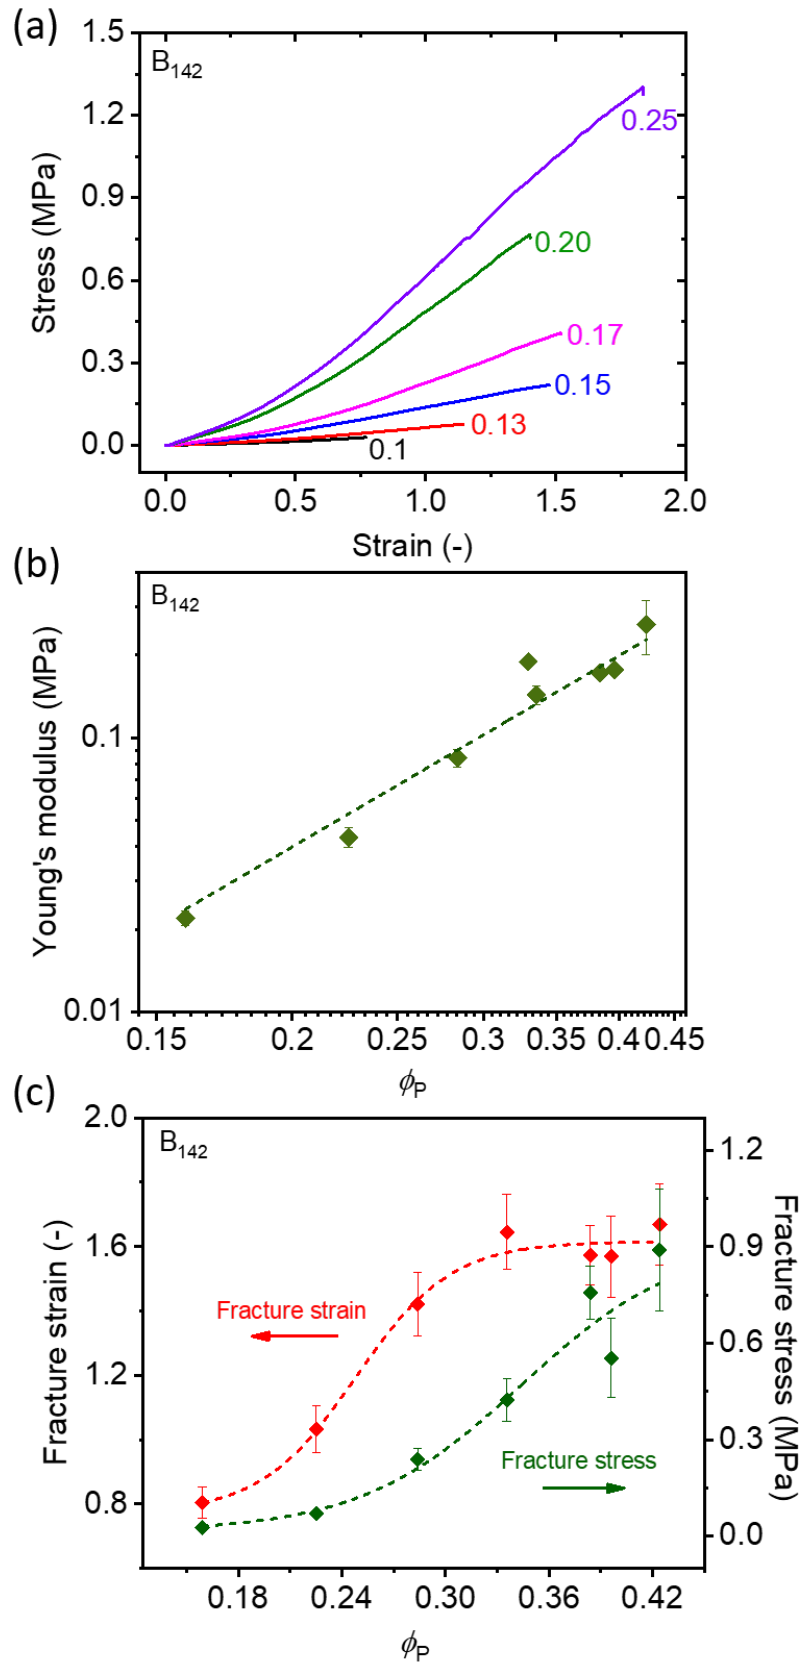 (a)
B142
Stress (MPa)
1.5
1.2
0.9
0.6
0.3
0.0
0.25
0.20
0.17
0.15
0.13
0.1
0.0 0.5 1.0 1.5 2.0
Strain (-)
(b)
B142
Young's modulus (MPa)
0.1
0.01
0.15 0.2 0.25 0.3 0.35 0.4 0.45
ϕP
(c)
B142
Fracture strain (-)
2.0
1.6
1.2
0.8
Fracture strain
Fracture stress
1.2
0.9
0.6
0.3
0.0
Fracture stress (MPa)
0.18 0.24 0.30 0.36 0.42
ϕP